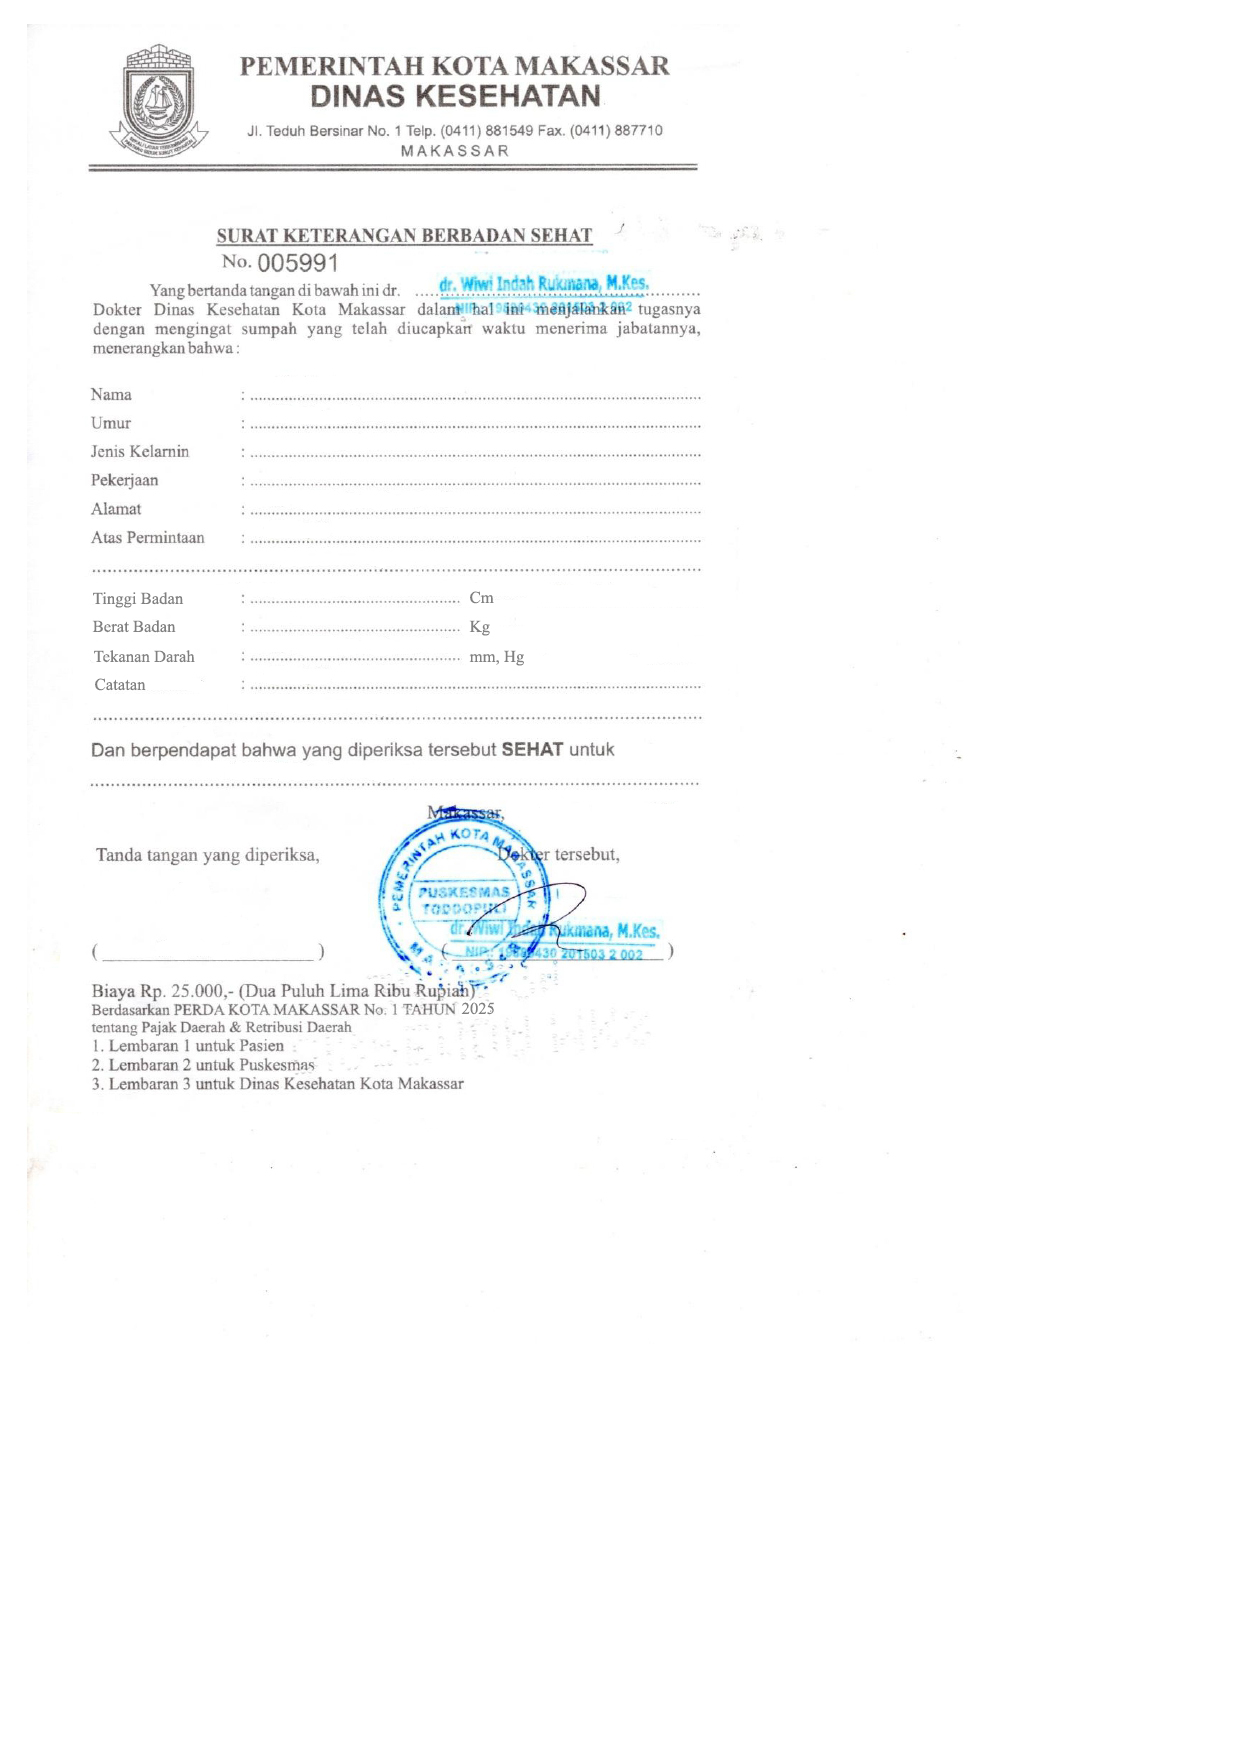 PEMERINTAH KOTA MAKASSAR
DINAS KESEHATAN
Jl. Teduh Bersinar No. 1 Telp. (0411) 881549 Fax. (0411) 887710
MAKASSAR
SURAT KETERANGAN BERBADAN SEHAT
No. 005991
Yang bertanda tangan di bawah ini dr. dr. Wiwi Indah Rukmana, M.Kes.
Dokter Dinas Kesehatan Kota Makassar dalam hal ini menjalankan tugasnya
dengan mengingat sumpah yang telah diucapkan waktu menerima jabatannya,
menerangkan bahwa :
Nama :
Umur :
Jenis Kelamin :
Pekerjaan :
Alamat :
Atas Permintaan :
Tinggi Badan : Cm
Berat Badan : Kg
Tekanan Darah : mm, Hg
Catatan :
Dan berpendapat bahwa yang diperiksa tersebut SEHAT untuk
Makassar,
Tanda tangan yang diperiksa, Dokter tersebut,
PEMERINTAH KOTA MAKASSAR
PUSKESMAS
TODDOPULI
dr. Wiwi Indah Rukmana, M.Kes.
( ) ( NIP. 201503 2 002 )
Biaya Rp. 25.000,- (Dua Puluh Lima Ribu Rupiah)
Berdasarkan PERDA KOTA MAKASSAR No. 1 TAHUN 2025
tentang Pajak Daerah & Retribusi Daerah
1. Lembaran 1 untuk Pasien
2. Lembaran 2 untuk Puskesmas
3. Lembaran 3 untuk Dinas Kesehatan Kota Makassar